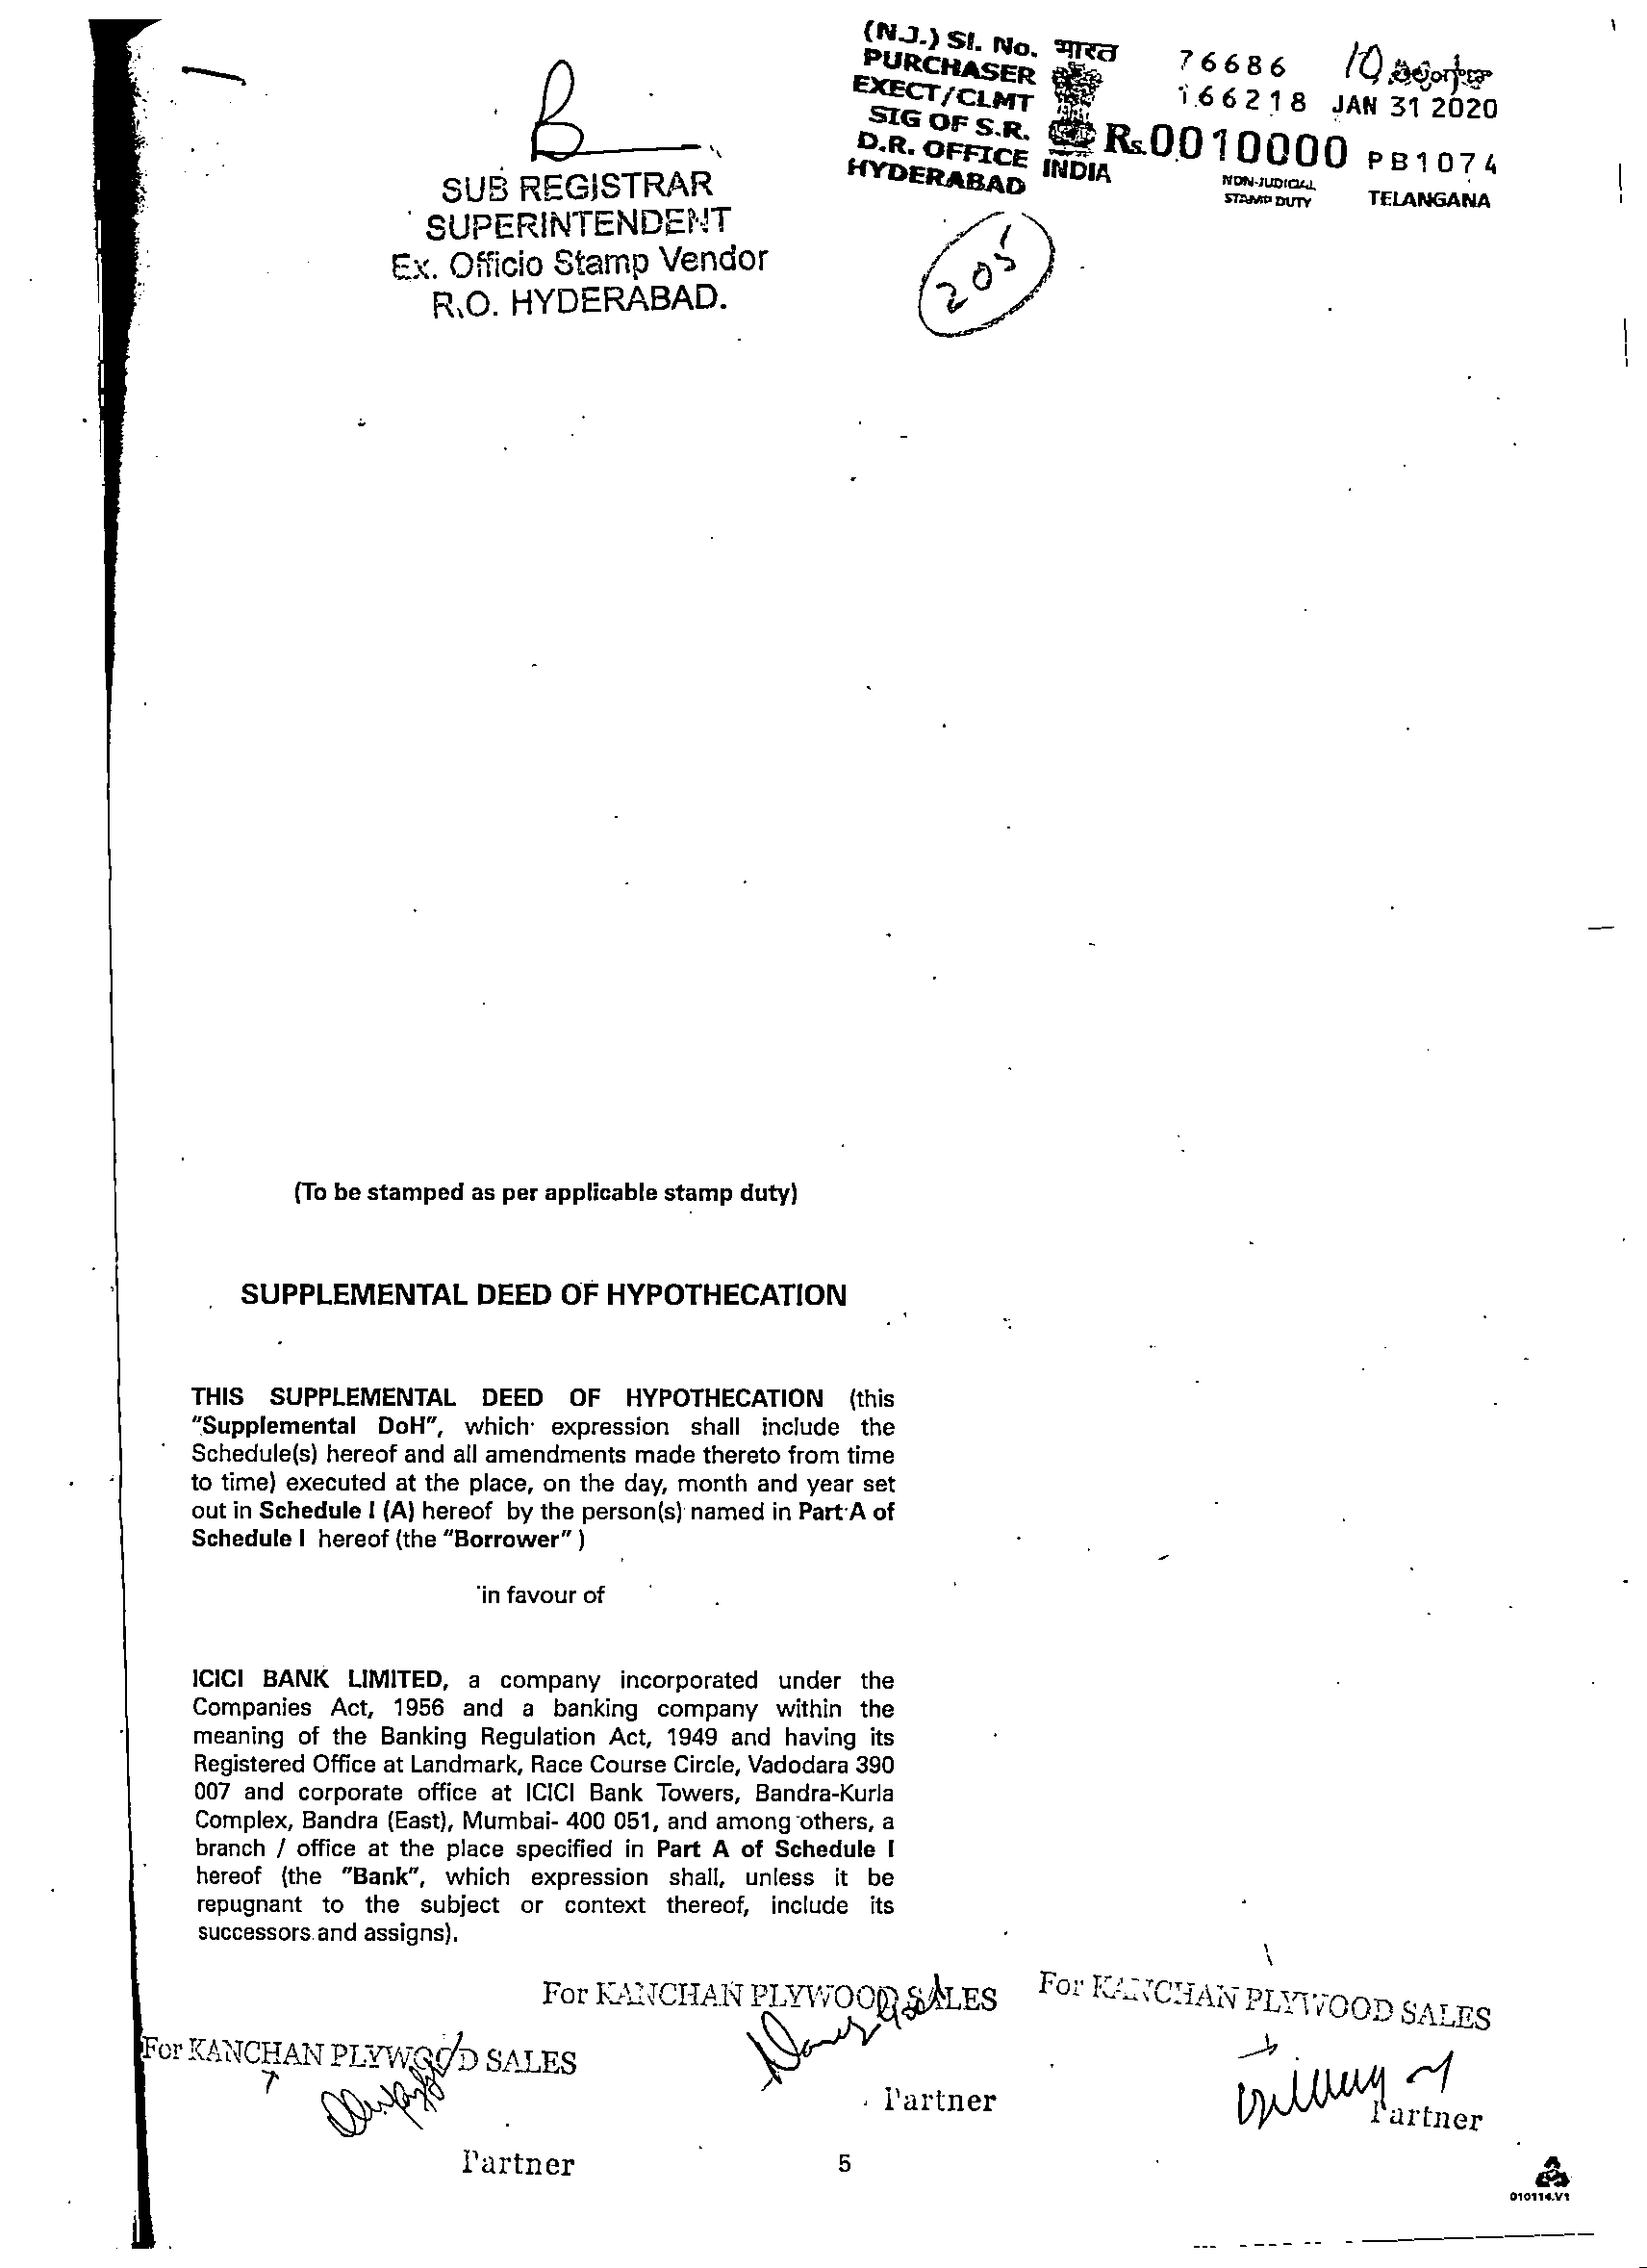 (N.J.) Sl. No. भारत 76686
PURCHASER
EXECT/CLMT 166218 JAN 31 2020
SIG OF S.R.
D.R. OFFICE INDIA Rs.0010000 PB1074
HYDERABAD NON-JUDICIAL
STAMP DUTY TELANGANA
SUB REGISTRAR
SUPERINTENDENT
Ex. Officio Stamp Vendor
R.O. HYDERABAD.
205
(To be stamped as per applicable stamp duty)
SUPPLEMENTAL DEED OF HYPOTHECATION
THIS SUPPLEMENTAL DEED OF HYPOTHECATION (this
"Supplemental DoH", which expression shall include the
Schedule(s) hereof and all amendments made thereto from time
to time) executed at the place, on the day, month and year set
out in Schedule I (A) hereof by the person(s) named in Part A of
Schedule I hereof (the "Borrower" )
in favour of
ICICI BANK LIMITED, a company incorporated under the
Companies Act, 1956 and a banking company within the
meaning of the Banking Regulation Act, 1949 and having its
Registered Office at Landmark, Race Course Circle, Vadodara 390
007 and corporate office at ICICI Bank Towers, Bandra-Kurla
Complex, Bandra (East), Mumbai- 400 051, and among others, a
branch / office at the place specified in Part A of Schedule I
hereof (the "Bank", which expression shall, unless it be
repugnant to the subject or context thereof, include its
successors and assigns).
For KANCHAN PLYWOOD SALES
Partner
For KANCHAN PLYWOOD SALES
Partner
For KANCHAN PLYWOOD SALES
Partner
5
010114.V1